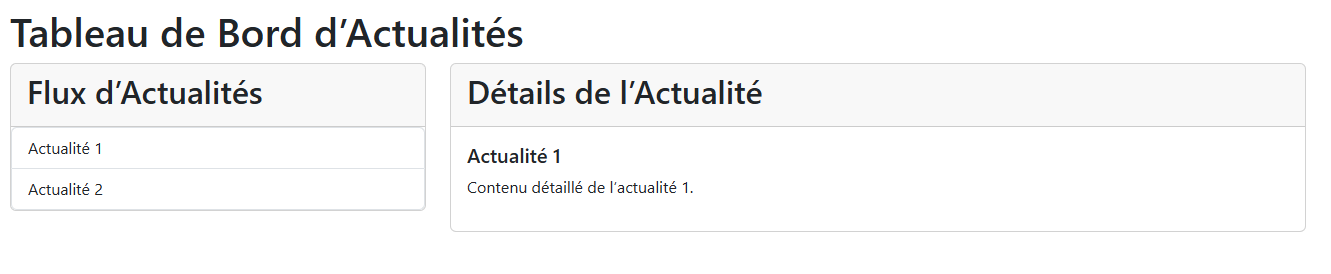 Tableau de Bord d’Actualités
Flux d’Actualités
Actualité 1
Actualité 2
Détails de l’Actualité
Actualité 1
Contenu détaillé de l’actualité 1.